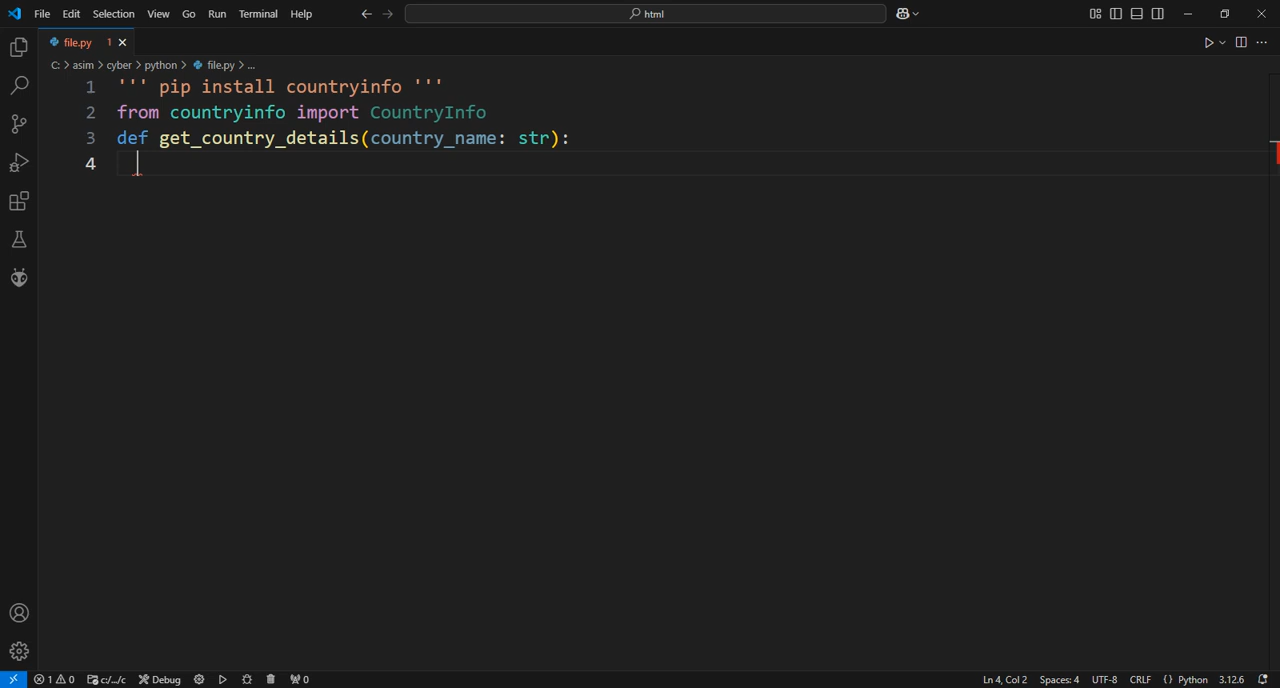 File Edit Selection View Go Run Terminal Help
html
file.py 1
C: > asim > cyber > python > file.py > ...
1 ''' pip install countryinfo '''
2 from countryinfo import CountryInfo
3 def get_country_details(country_name: str):
4
1 0 c:/.../c Debug 0 Ln 4, Col 2 Spaces: 4 UTF-8 CRLF {} Python 3.12.6